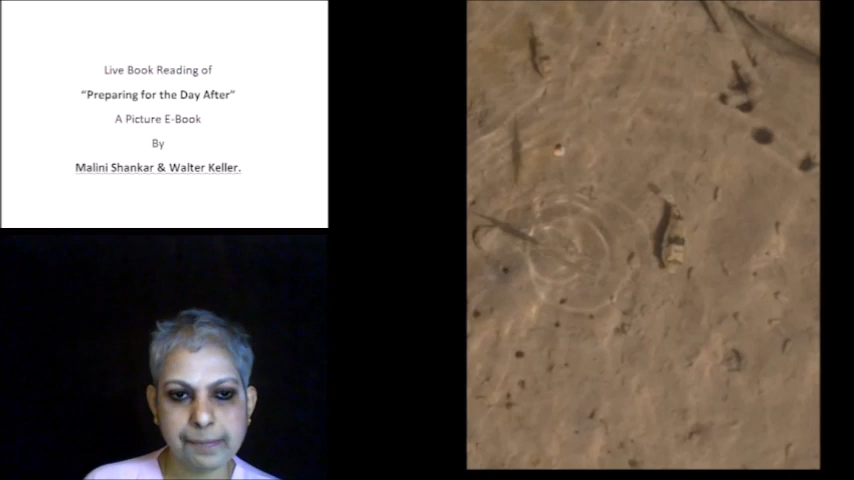 Live Book Reading of
“Preparing for the Day After”
A Picture E-Book
By
Malini Shankar & Walter Keller.